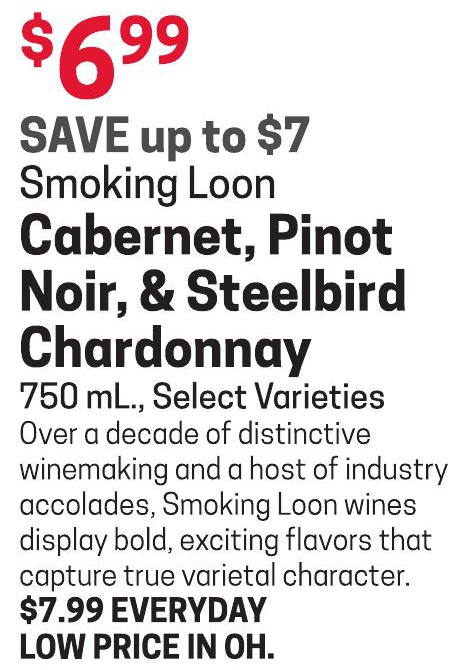 $6.99
SAVE up to $7
Smoking Loon
Cabernet, Pinot
Noir, & Steelbird
Chardonnay
750 mL., Select Varieties
Over a decade of distinctive
winemaking and a host of industry
accolades, Smoking Loon wines
display bold, exciting flavors that
capture true varietal character.
$7.99 EVERYDAY
LOW PRICE IN OH.